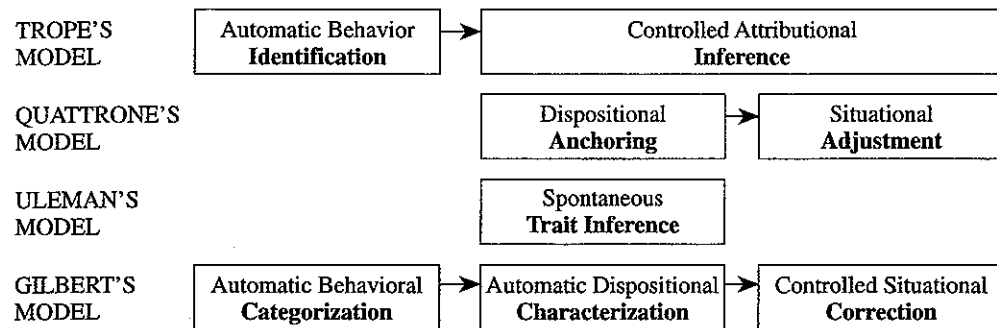 TROPE'S MODEL
Automatic Behavior Identification
Controlled Attributional Inference
QUATTRONE'S MODEL
Dispositional Anchoring
Situational Adjustment
ULEMAN'S MODEL
Spontaneous Trait Inference
GILBERT'S MODEL
Automatic Behavioral Categorization
Automatic Dispositional Characterization
Controlled Situational Correction